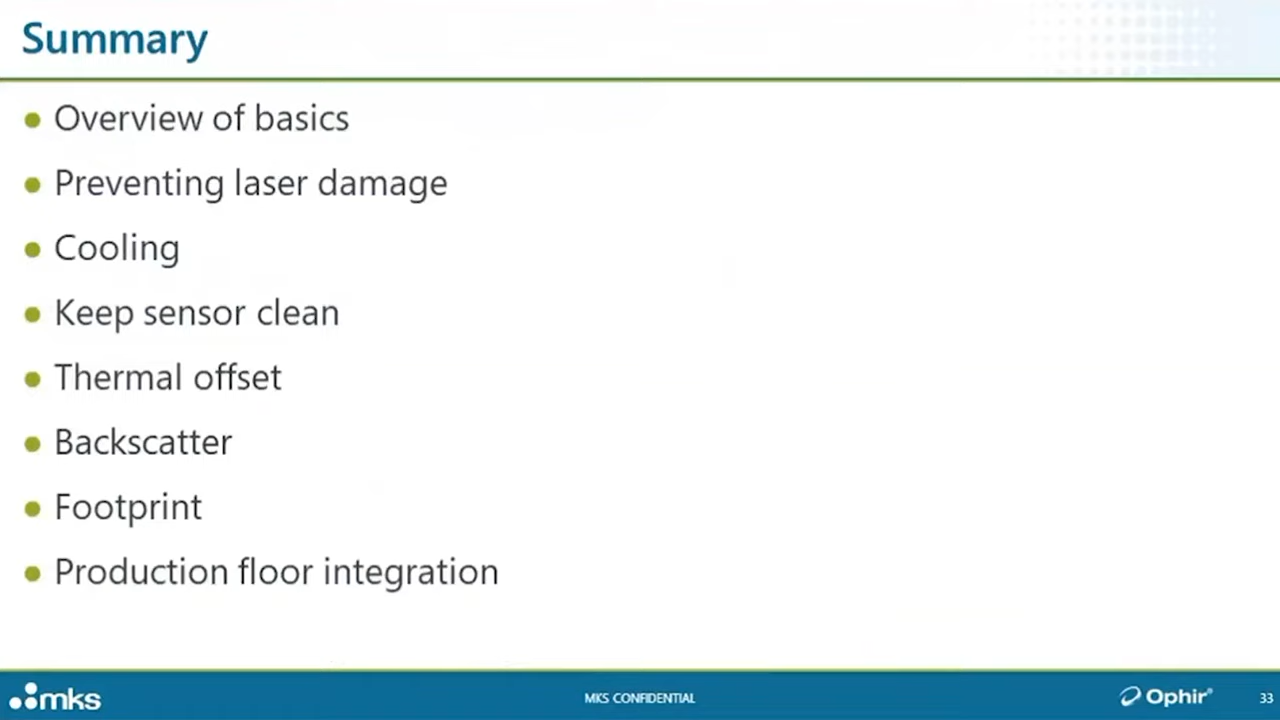 Summary
Overview of basics
Preventing laser damage
Cooling
Keep sensor clean
Thermal offset
Backscatter
Footprint
Production floor integration
mks
MKS CONFIDENTIAL
Ophir®
33